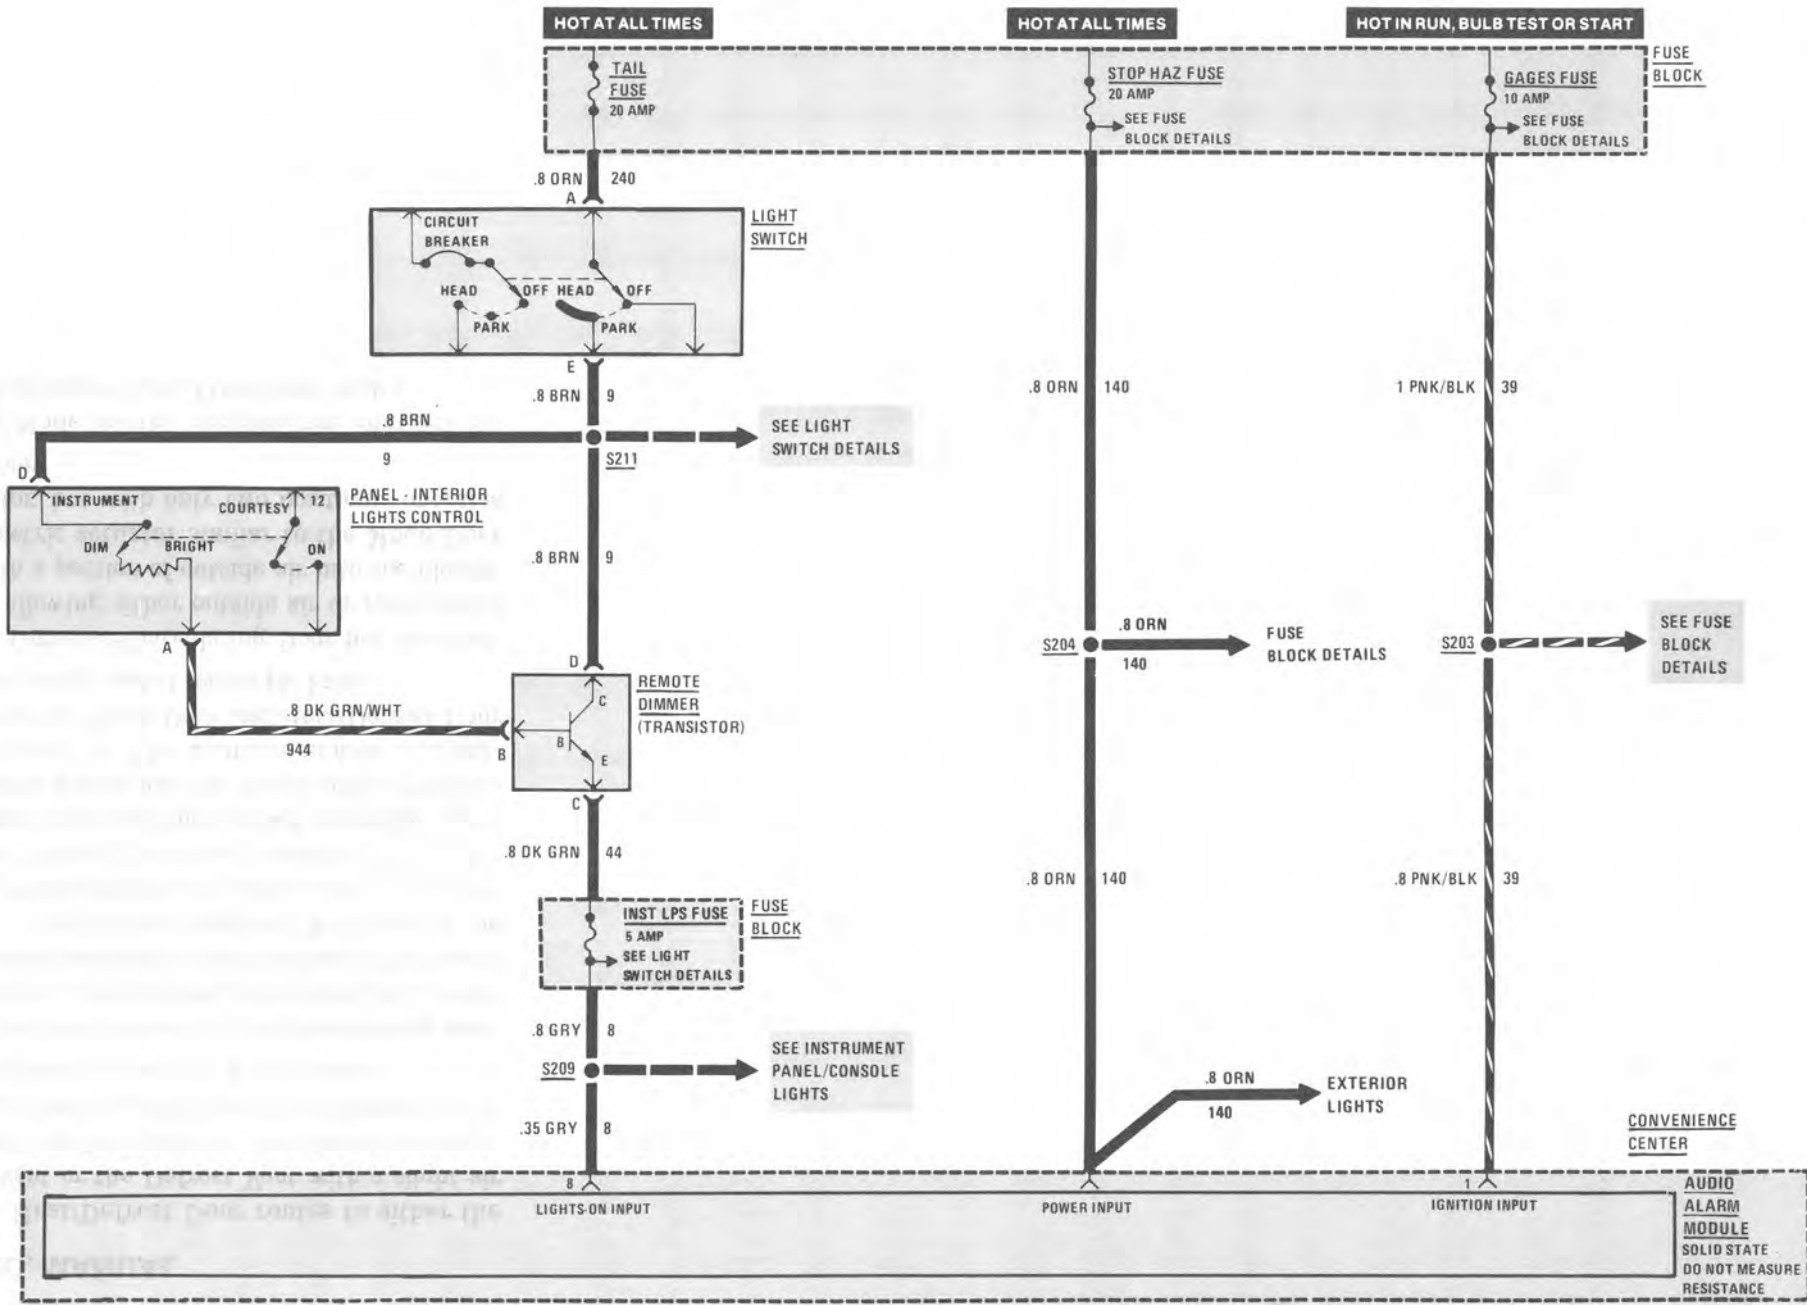 HOT AT ALL TIMES
HOT AT ALL TIMES
HOT IN RUN, BULB TEST OR START
FUSE
BLOCK
TAIL
FUSE
20 AMP
STOP HAZ FUSE
20 AMP
SEE FUSE
BLOCK DETAILS
GAGES FUSE
10 AMP
SEE FUSE
BLOCK DETAILS
.8 ORN 240
A
LIGHT
SWITCH
CIRCUIT
BREAKER
HEAD OFF HEAD OFF
PARK PARK
E
.8 BRN 9
.8 ORN 140
1 PNK/BLK 39
.8 BRN
9
S211
SEE LIGHT
SWITCH DETAILS
D
PANEL - INTERIOR
LIGHTS CONTROL
INSTRUMENT
COURTESY
12
DIM
BRIGHT
ON
A
.8 BRN 9
S204
.8 ORN
140
FUSE
BLOCK DETAILS
S203
SEE FUSE
BLOCK
DETAILS
D
REMOTE
DIMMER
(TRANSISTOR)
C
B
E
.8 DK GRN/WHT
944
B
C
.8 DK GRN 44
.8 ORN 140
.8 PNK/BLK 39
INST LPS FUSE
5 AMP
SEE LIGHT
SWITCH DETAILS
FUSE
BLOCK
.8 GRY 8
S209
SEE INSTRUMENT
PANEL/CONSOLE
LIGHTS
.8 ORN
140
EXTERIOR
LIGHTS
.35 GRY 8
CONVENIENCE
CENTER
8
1
LIGHTS-ON INPUT
POWER INPUT
IGNITION INPUT
AUDIO
ALARM
MODULE
SOLID STATE
DO NOT MEASURE
RESISTANCE